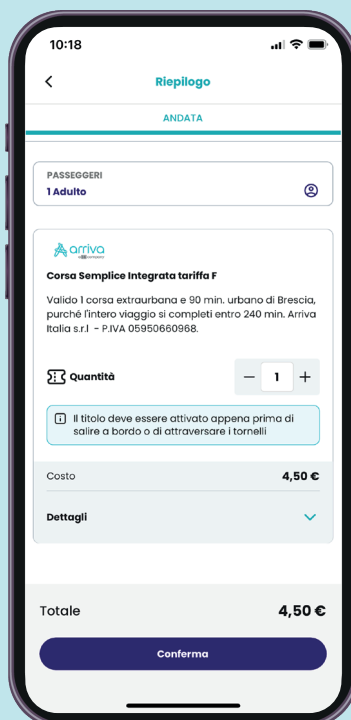 10:18
Riepilogo
ANDATA
PASSEGGERI
1 Adulto
arriva
Corsa Semplice Integrata tariffa F
Valido 1 corsa extraurbana e 90 min. urbano di Brescia,
purché l'intero viaggio si completi entro 240 min. Arriva
Italia s.r.l - P.IVA 05950660968.
Quantità
1
Il titolo deve essere attivato appena prima di
salire a bordo o di attraversare i tornelli
Costo
4,50 €
Dettagli
Totale
4,50 €
Conferma